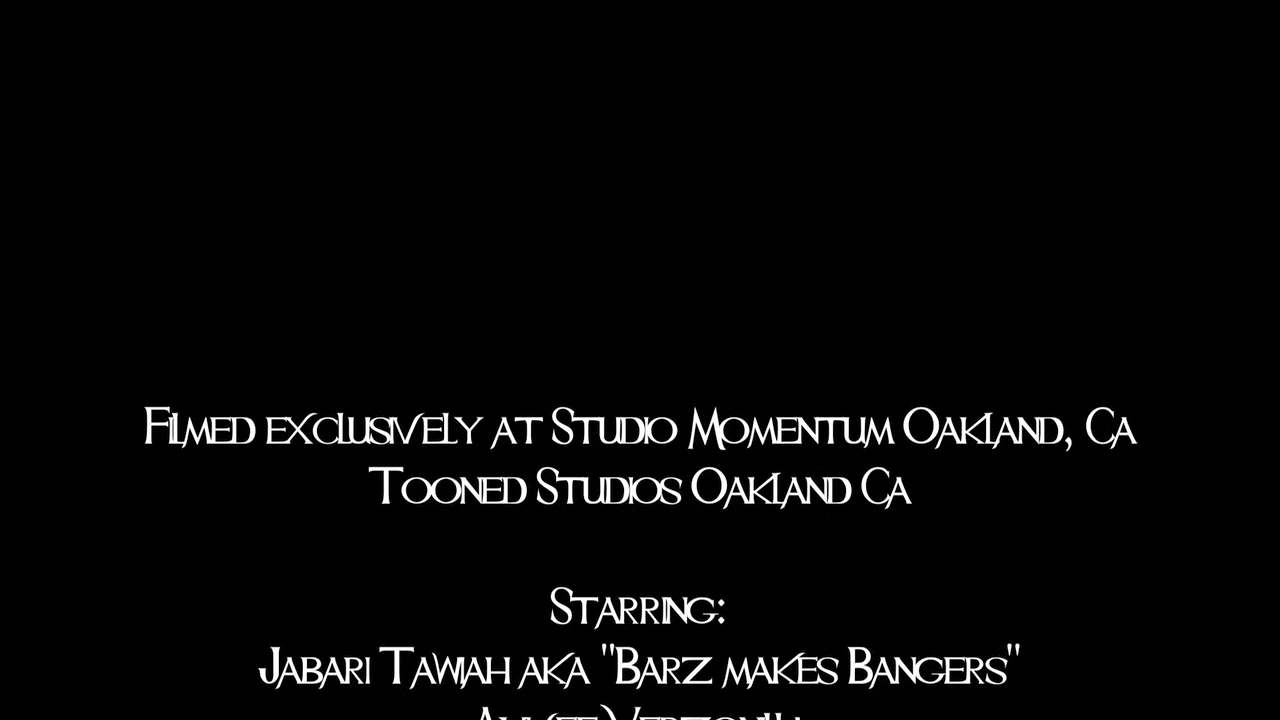 Filmed exclusively at Studio Momentum Oakland, Ca
Tooned Studios Oakland Ca
Starring:
Jabari Tawiah aka "Barz makes Bangers"